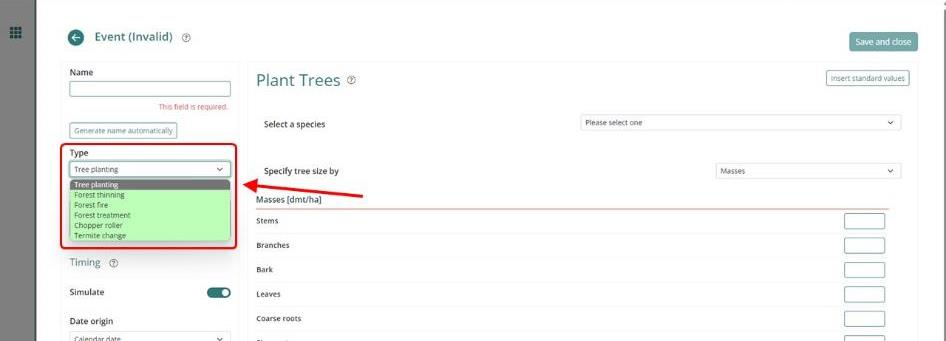 Event (Invalid)
Save and close
Name
This field is required.
Generate name automatically
Type
Tree planting
Tree planting
Forest thinning
Forest fire
Forest treatment
Chopper roller
Termite change
Timing
Simulate
Date origin
Calendar date
Plant Trees
Insert standard values
Select a species
Please select one
Specify tree size by
Masses
Masses [dmt/ha]
Stems
Branches
Bark
Leaves
Coarse roots